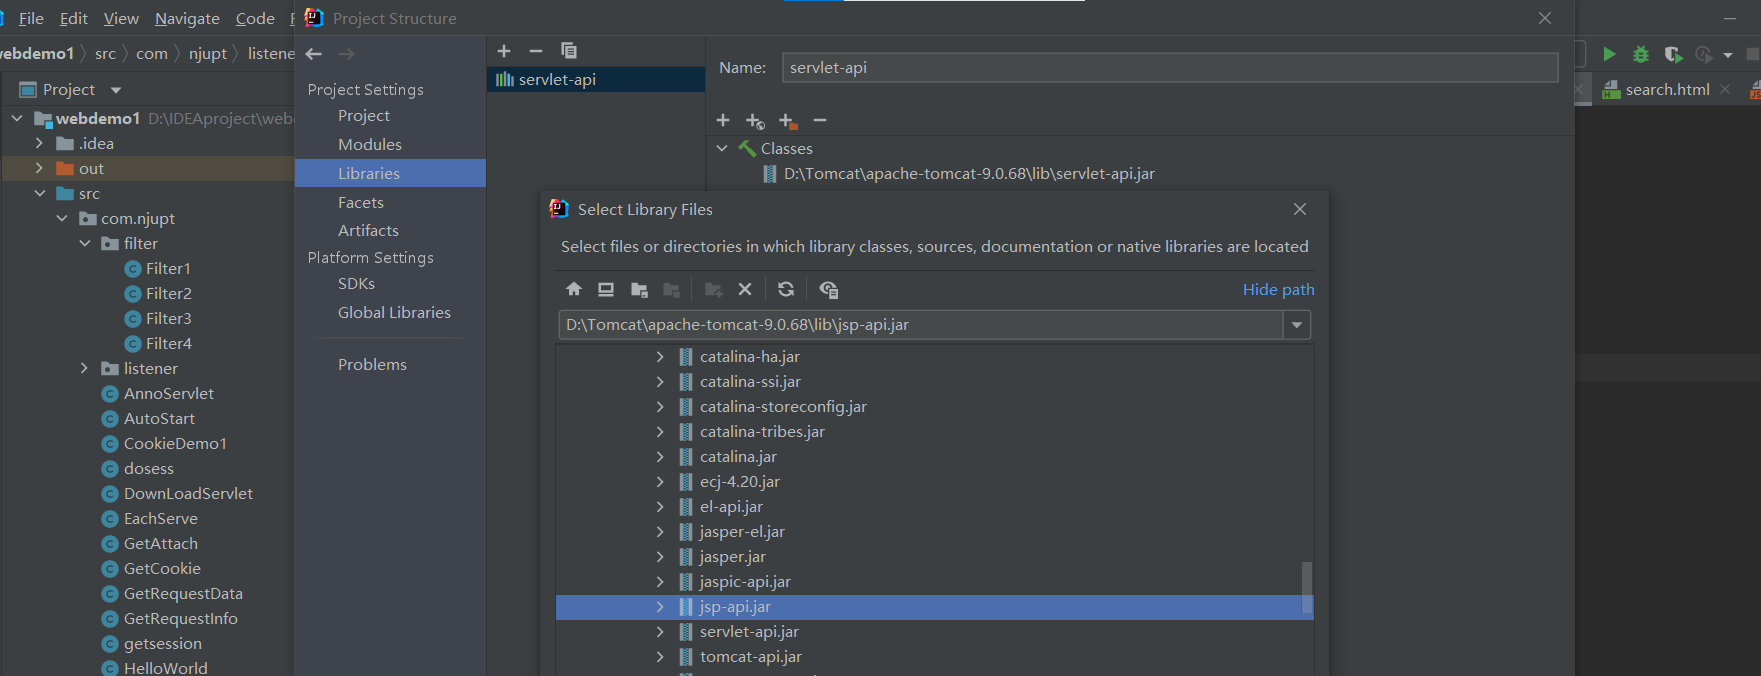 File Edit View Navigate Code
Project Structure
webdemo1 src com njupt listene
Project
webdemo1 D:\IDEAproject\web
.idea
out
src
com.njupt
filter
Filter1
Filter2
Filter3
Filter4
listener
AnnoServlet
AutoStart
CookieDemo1
dosess
DownLoadServlet
EachServe
GetAttach
GetCookie
GetRequestData
GetRequestInfo
getsession
HelloWorld
Project Settings
Project
Modules
Libraries
Facets
Artifacts
Platform Settings
SDKs
Global Libraries
Problems
servlet-api
Name: servlet-api
Classes
D:\Tomcat\apache-tomcat-9.0.68\lib\servlet-api.jar
Select Library Files
Select files or directories in which library classes, sources, documentation or native libraries are located
Hide path
D:\Tomcat\apache-tomcat-9.0.68\lib\jsp-api.jar
catalina-ha.jar
catalina-ssi.jar
catalina-storeconfig.jar
catalina-tribes.jar
catalina.jar
ecj-4.20.jar
el-api.jar
jasper-el.jar
jasper.jar
jaspic-api.jar
jsp-api.jar
servlet-api.jar
tomcat-api.jar
search.html